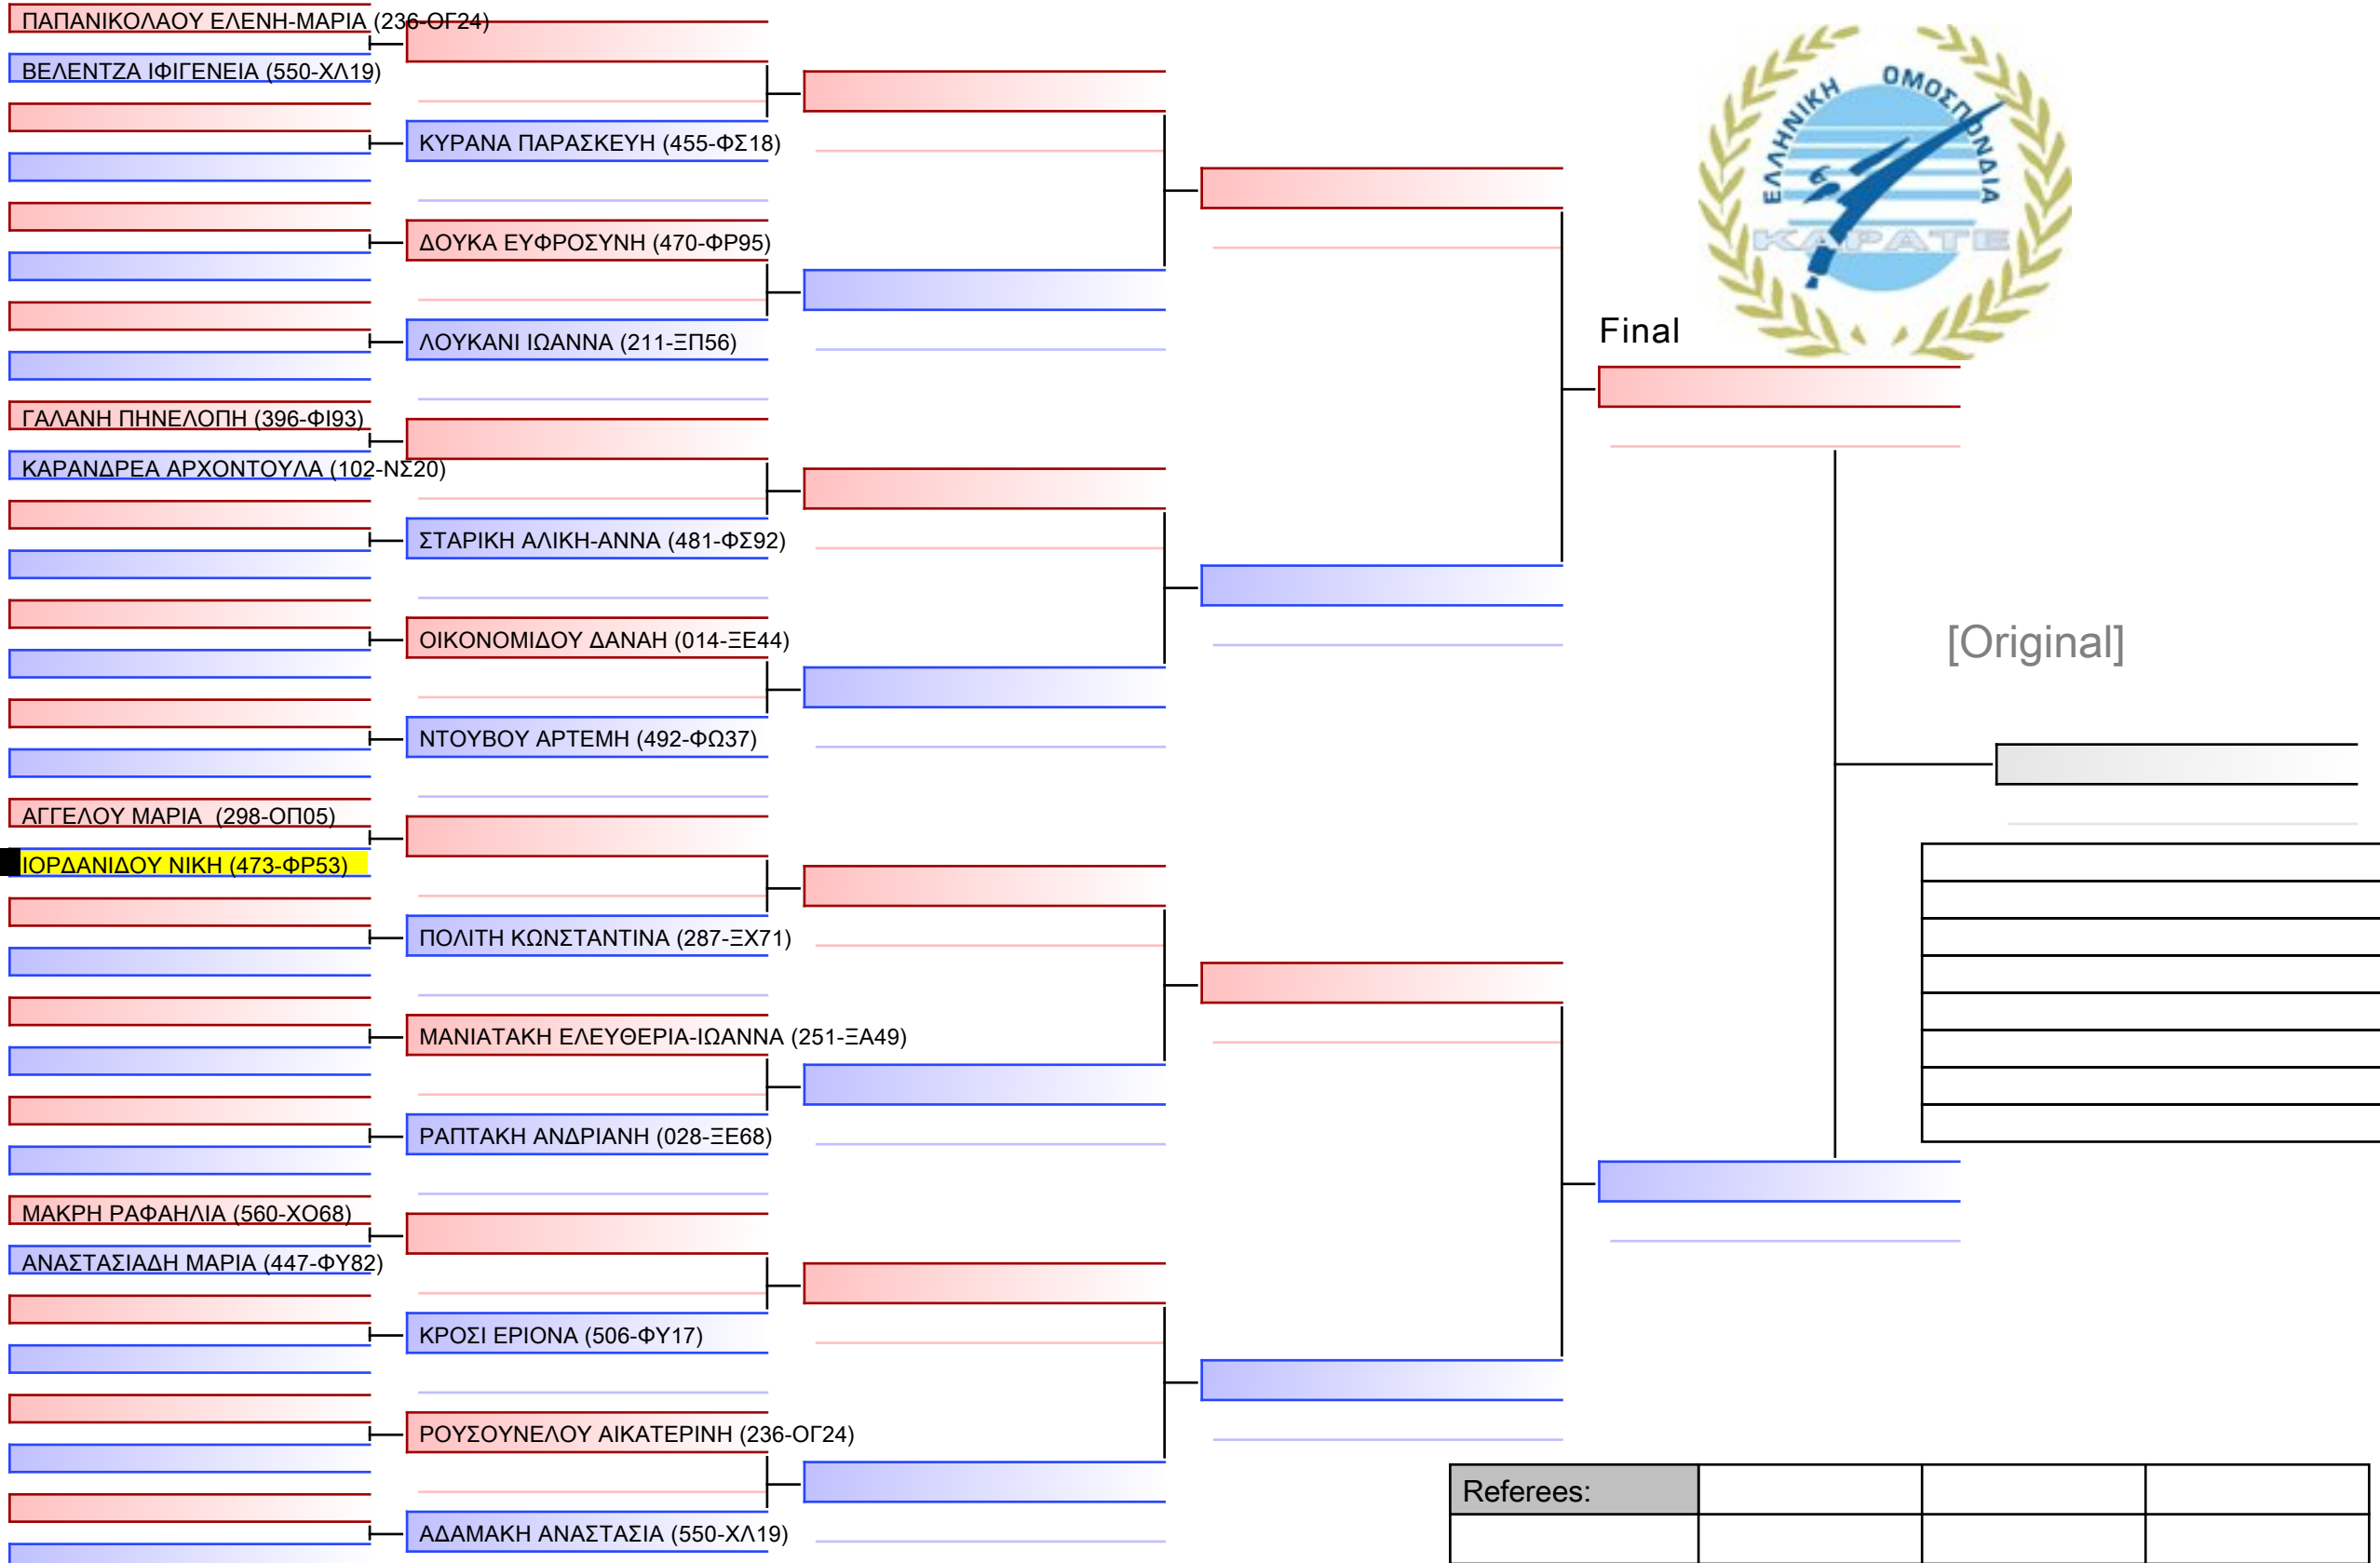 ΠΑΠΑΝΙΚΟΛΑΟΥ ΕΛΕΝΗ-ΜΑΡΙΑ (236-ΟΓ24)
ΒΕΛΕΝΤΖΑ ΙΦΙΓΕΝΕΙΑ (550-ΧΛ19)
ΚΥΡΑΝΑ ΠΑΡΑΣΚΕΥΗ (455-ΦΣ18)
ΔΟΥΚΑ ΕΥΦΡΟΣΥΝΗ (470-ΦΡ95)
ΛΟΥΚΑΝΙ ΙΩΑΝΝΑ (211-ΞΠ56)
ΓΑΛΑΝΗ ΠΗΝΕΛΟΠΗ (396-ΦΙ93)
ΚΑΡΑΝΔΡΕΑ ΑΡΧΟΝΤΟΥΛΑ (102-ΝΣ20)
ΣΤΑΡΙΚΗ ΑΛΙΚΗ-ΑΝΝΑ (481-ΦΣ92)
ΟΙΚΟΝΟΜΙΔΟΥ ΔΑΝΑΗ (014-ΞΕ44)
ΝΤΟΥΒΟΥ ΑΡΤΕΜΗ (492-ΦΩ37)
ΑΓΓΕΛΟΥ ΜΑΡΙΑ  (298-ΟΠ05)
ΙΟΡΔΑΝΙΔΟΥ ΝΙΚΗ (473-ΦΡ53)
ΠΟΛΙΤΗ ΚΩΝΣΤΑΝΤΙΝΑ (287-ΞΧ71)
ΜΑΝΙΑΤΑΚΗ ΕΛΕΥΘΕΡΙΑ-ΙΩΑΝΝΑ (251-ΞΑ49)
ΡΑΠΤΑΚΗ ΑΝΔΡΙΑΝΗ (028-ΞΕ68)
ΜΑΚΡΗ ΡΑΦΑΗΛΙΑ (560-ΧΟ68)
ΑΝΑΣΤΑΣΙΑΔΗ ΜΑΡΙΑ (447-ΦΥ82)
ΚΡΟΣΙ ΕΡΙΟΝΑ (506-ΦΥ17)
ΡΟΥΣΟΥΝΕΛΟΥ ΑΙΚΑΤΕΡΙΝΗ (236-ΟΓ24)
ΑΔΑΜΑΚΗ ΑΝΑΣΤΑΣΙΑ (550-ΧΛ19)
ΕΛΛΗΝΙΚΗ ΟΜΟΣΠΟΝΔΙΑ
ΚΑΡΑΤΕ
Final
[Original]
Referees: